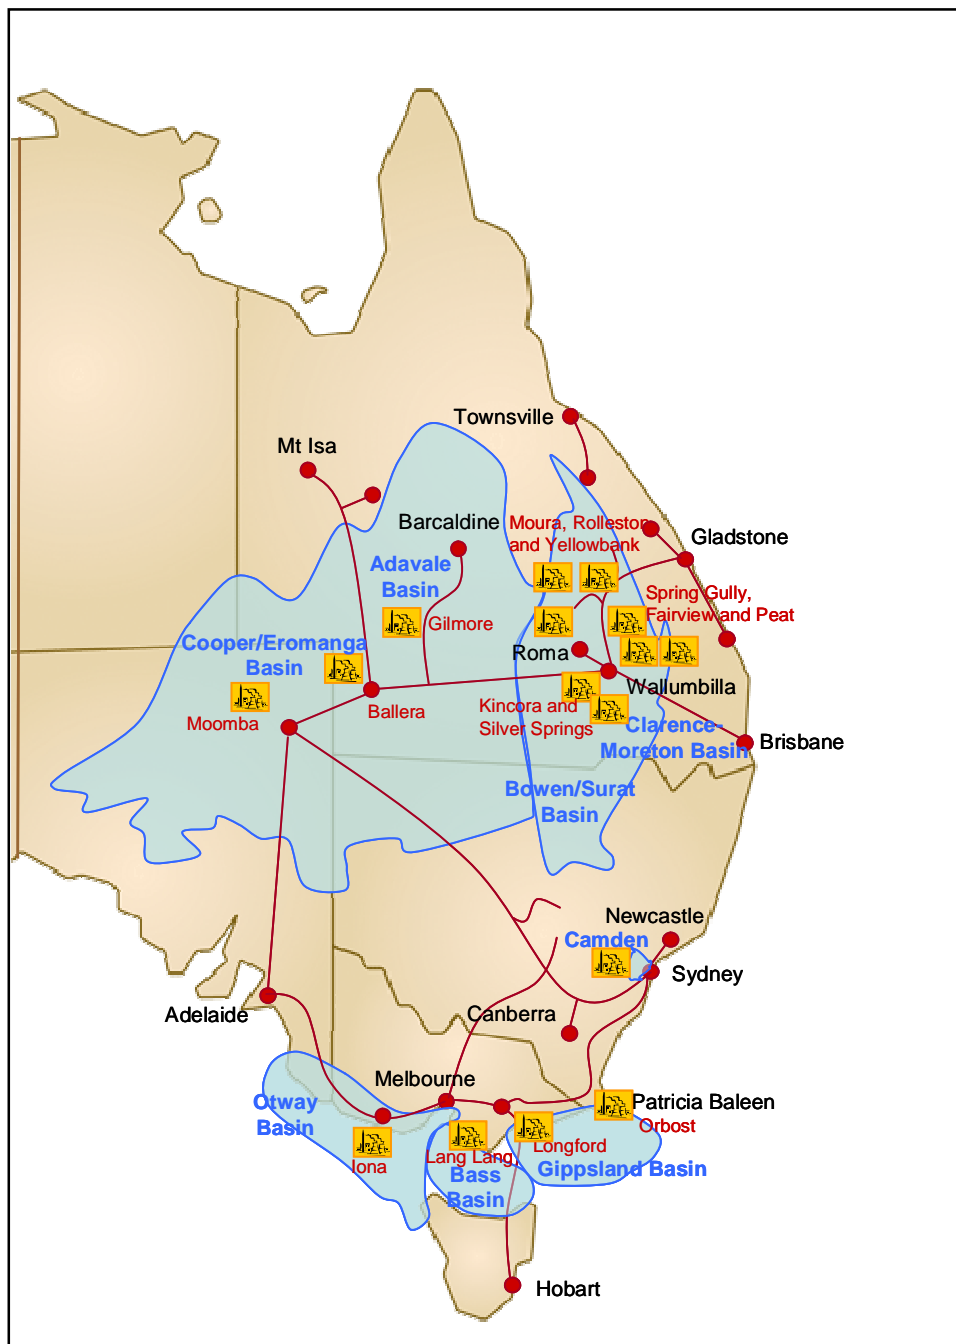 Townsville
Mt Isa
Barcaldine
Moura, Rolleston
and Yellowbank
Gladstone
Adavale
Basin
Spring Gully,
Fairview and Peat
Gilmore
Cooper/Eromanga
Basin
Roma
Wallumbilla
Moomba
Ballera
Kincora and
Silver Springs
Clarence-
Moreton Basin
Brisbane
Bowen/Surat
Basin
Newcastle
Camden
Sydney
Adelaide
Canberra
Melbourne
Otway
Basin
Patricia Baleen
Orbost
Iona
Lang Lang
Longford
Gippsland Basin
Bass
Basin
Hobart